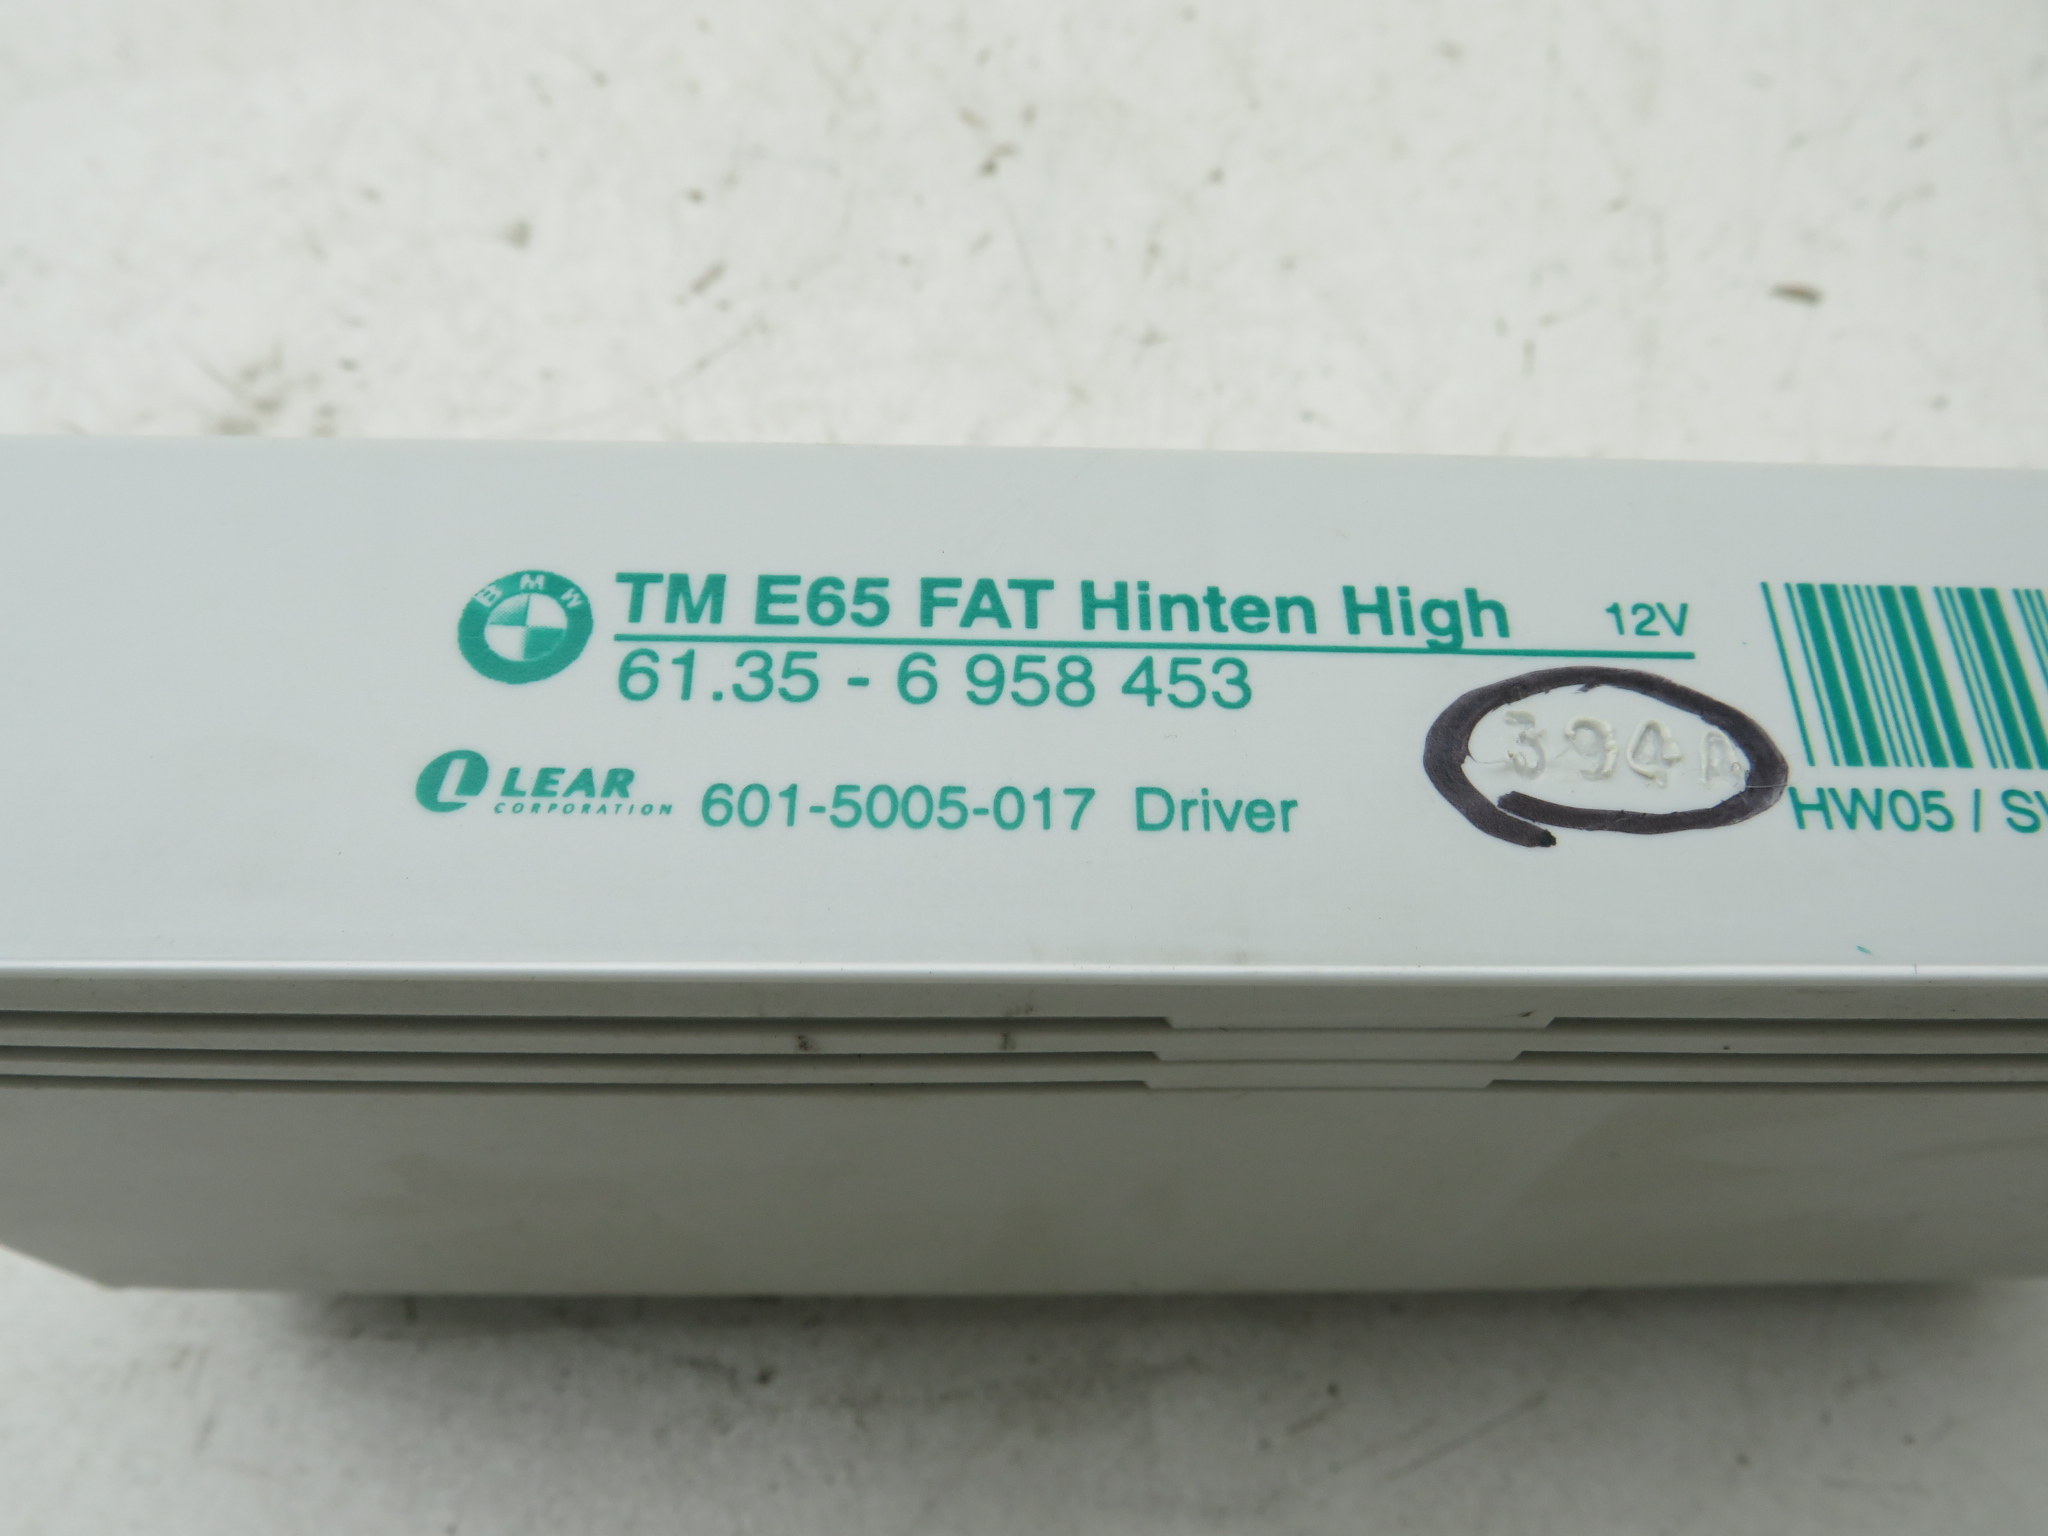 BMW
TM E65 FAT Hinten High 12V
61.35 - 6 958 453
394A
LEAR
CORPORATION
601-5005-017 Driver
HW05 / S